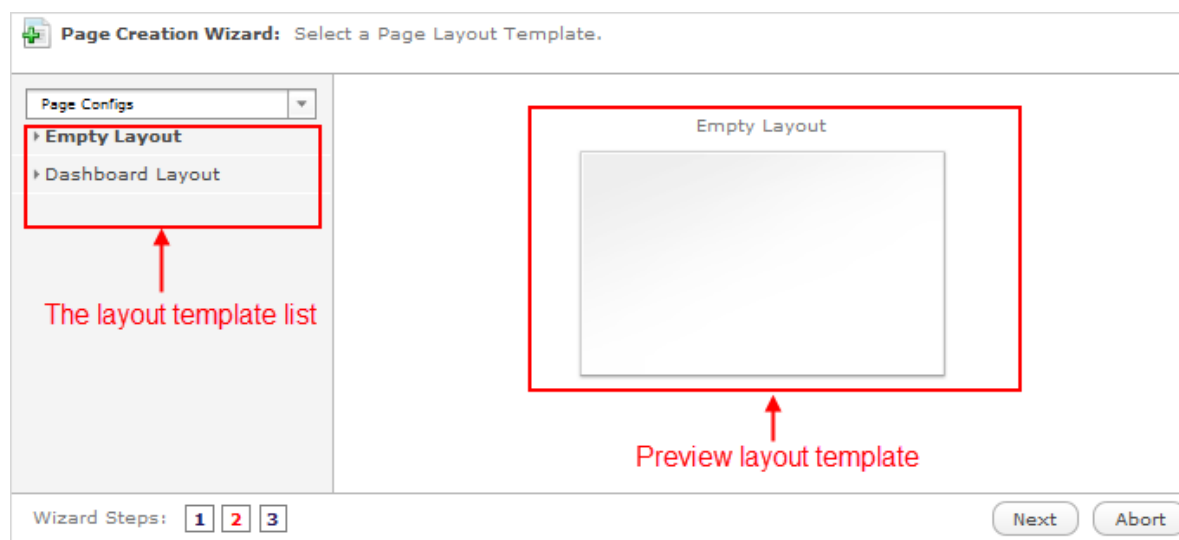 Page Creation Wizard: Select a Page Layout Template.
Page Configs
Empty Layout
Dashboard Layout
The layout template list
Empty Layout
Preview layout template
Wizard Steps: 1 2 3
Next Abort